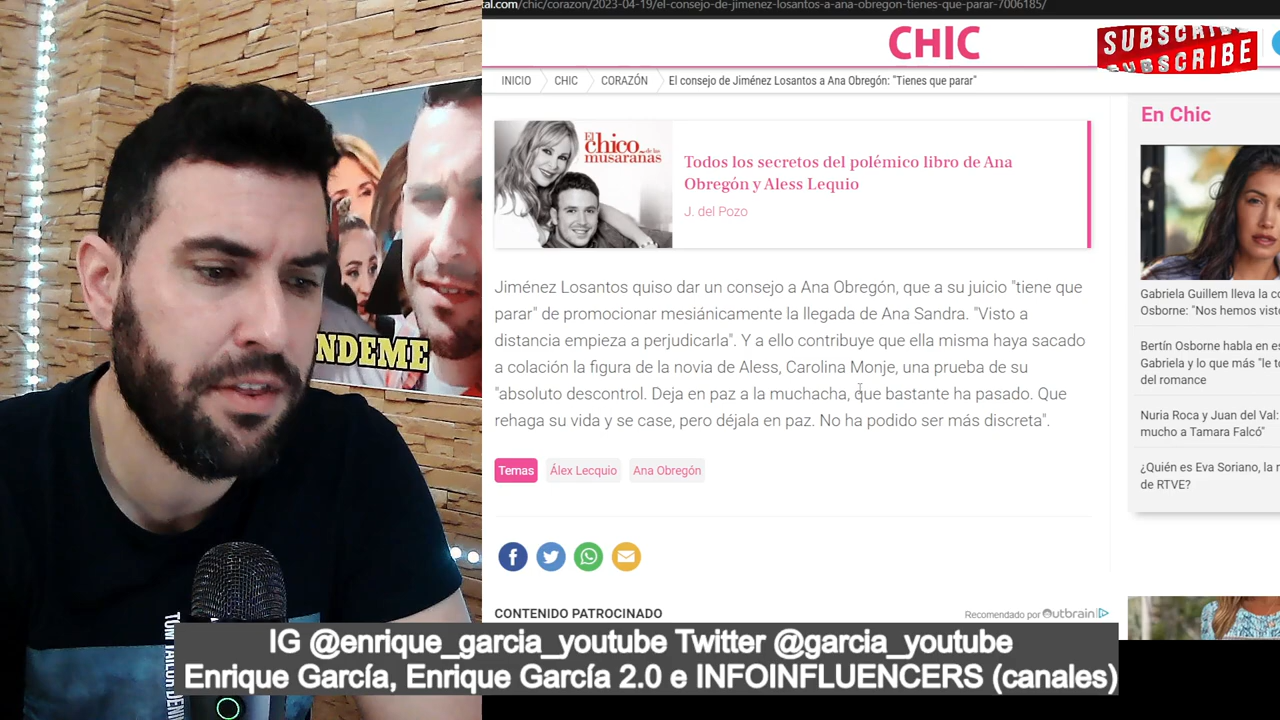 tal.com/chic/corazon/2023-04-19/el-consejo-de-jimenez-losantos-a-ana-obregon-tienes-que-parar-7006185/
CHIC
SUBSCRIBE
SUBSCRIBE
INICIO
CHIC
CORAZÓN
El consejo de Jiménez Losantos a Ana Obregón: "Tienes que parar"
El chico de las
musarañas
Todos los secretos del polémico libro de Ana
Obregón y Aless Lequio
J. del Pozo
Jiménez Losantos quiso dar un consejo a Ana Obregón, que a su juicio "tiene que
parar" de promocionar mesiánicamente la llegada de Ana Sandra. "Visto a
distancia empieza a perjudicarla". Y a ello contribuye que ella misma haya sacado
a colación la figura de la novia de Aless, Carolina Monje, una prueba de su
"absoluto descontrol. Deja en paz a la muchacha, que bastante ha pasado. Que
rehaga su vida y se case, pero déjala en paz. No ha podido ser más discreta".
Temas
Álex Lecquio
Ana Obregón
CONTENIDO PATROCINADO
Recomendado por Outbrain
En Chic
Gabriela Guillem lleva la co
Osborne: "Nos hemos visto
Bertín Osborne habla en es
Gabriela y lo que más "le t
del romance
Nuria Roca y Juan del Val:
mucho a Tamara Falcó"
¿Quién es Eva Soriano, la n
de RTVE?
NDEME
TOM TAILOR DENIM
IG @enrique_garcia_youtube Twitter @garcia_youtube
Enrique García, Enrique García 2.0 e INFOINFLUENCERS (canales)